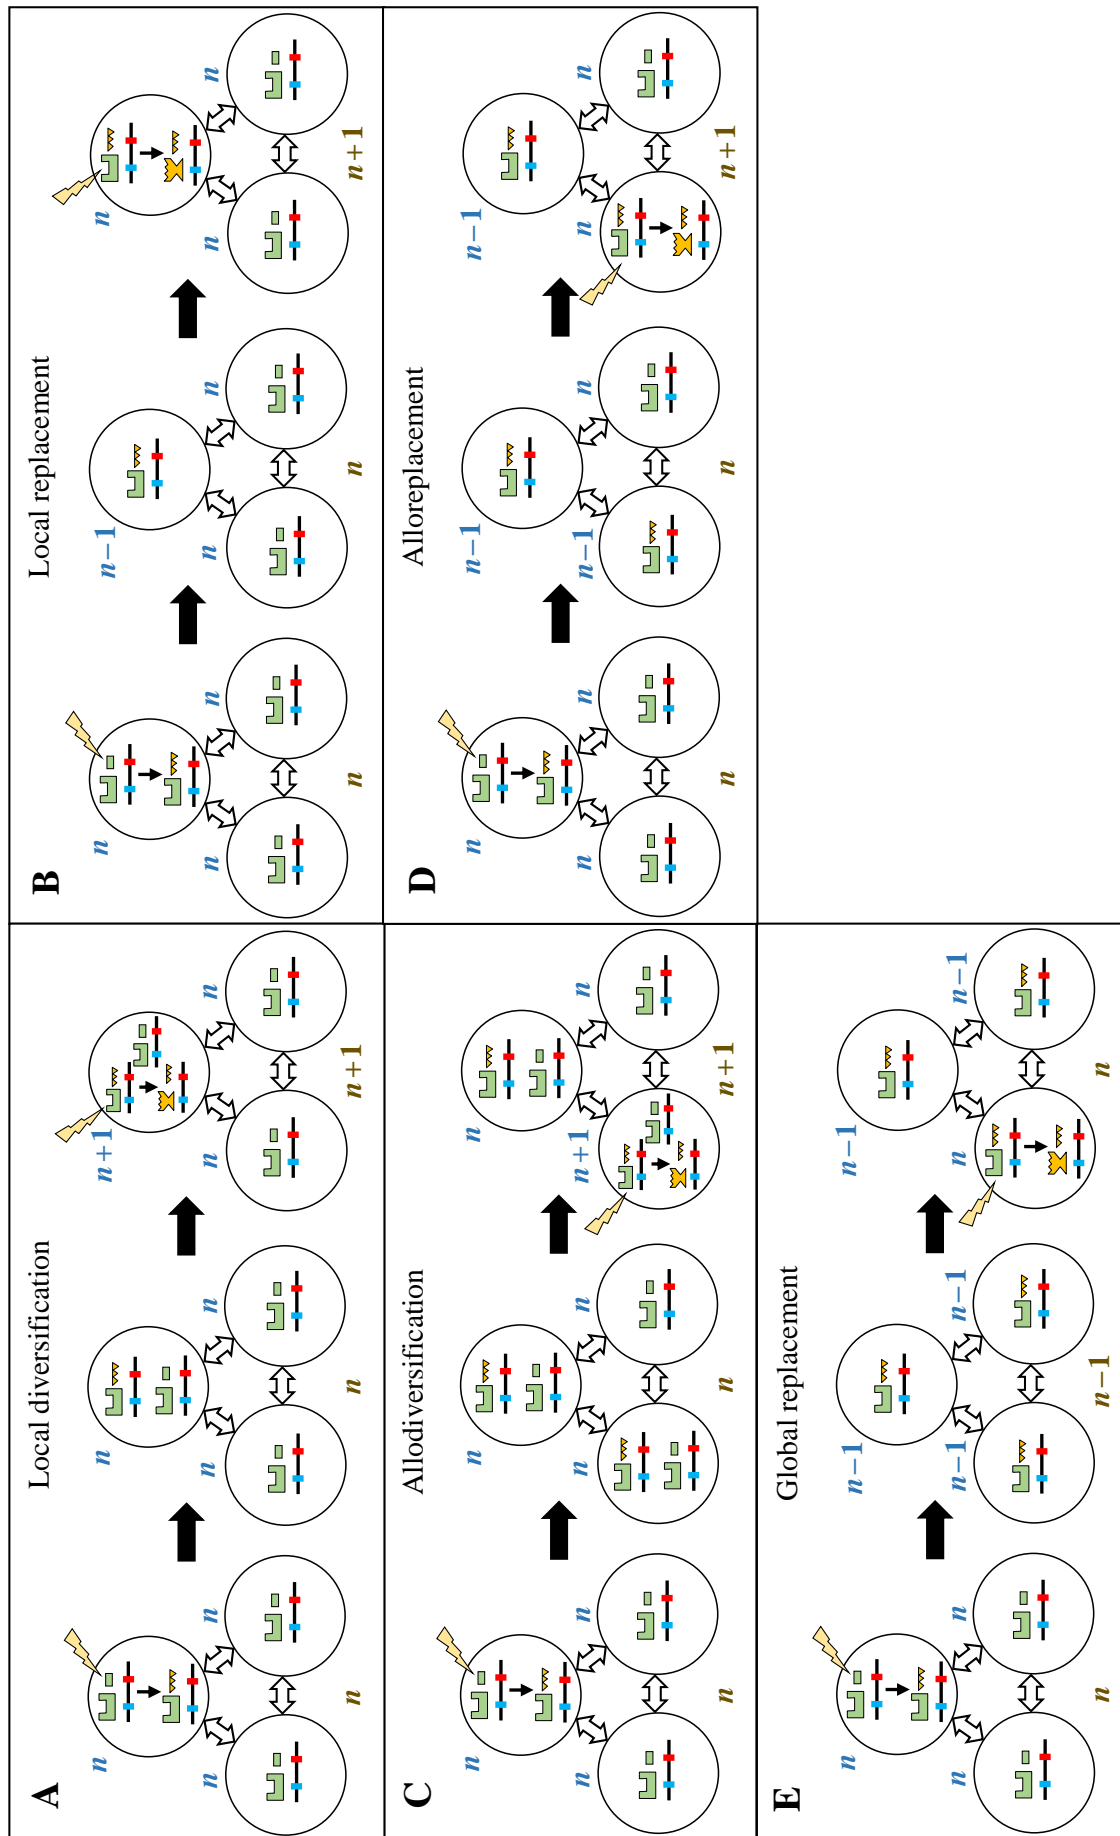 A
Local diversification
n n n+1
n n n n n n
n n n+1
B
Local replacement
n n−1 n
n n n n n n
n n n+1
C
Allodiversification
n n n
n n n n n+1 n
n n n+1
D
Alloreplacement
n n−1 n−1
n n n−1 n n n
n n n+1
E
Global replacement
n n−1 n−1
n n n−1 n−1 n n−1
n n−1 n